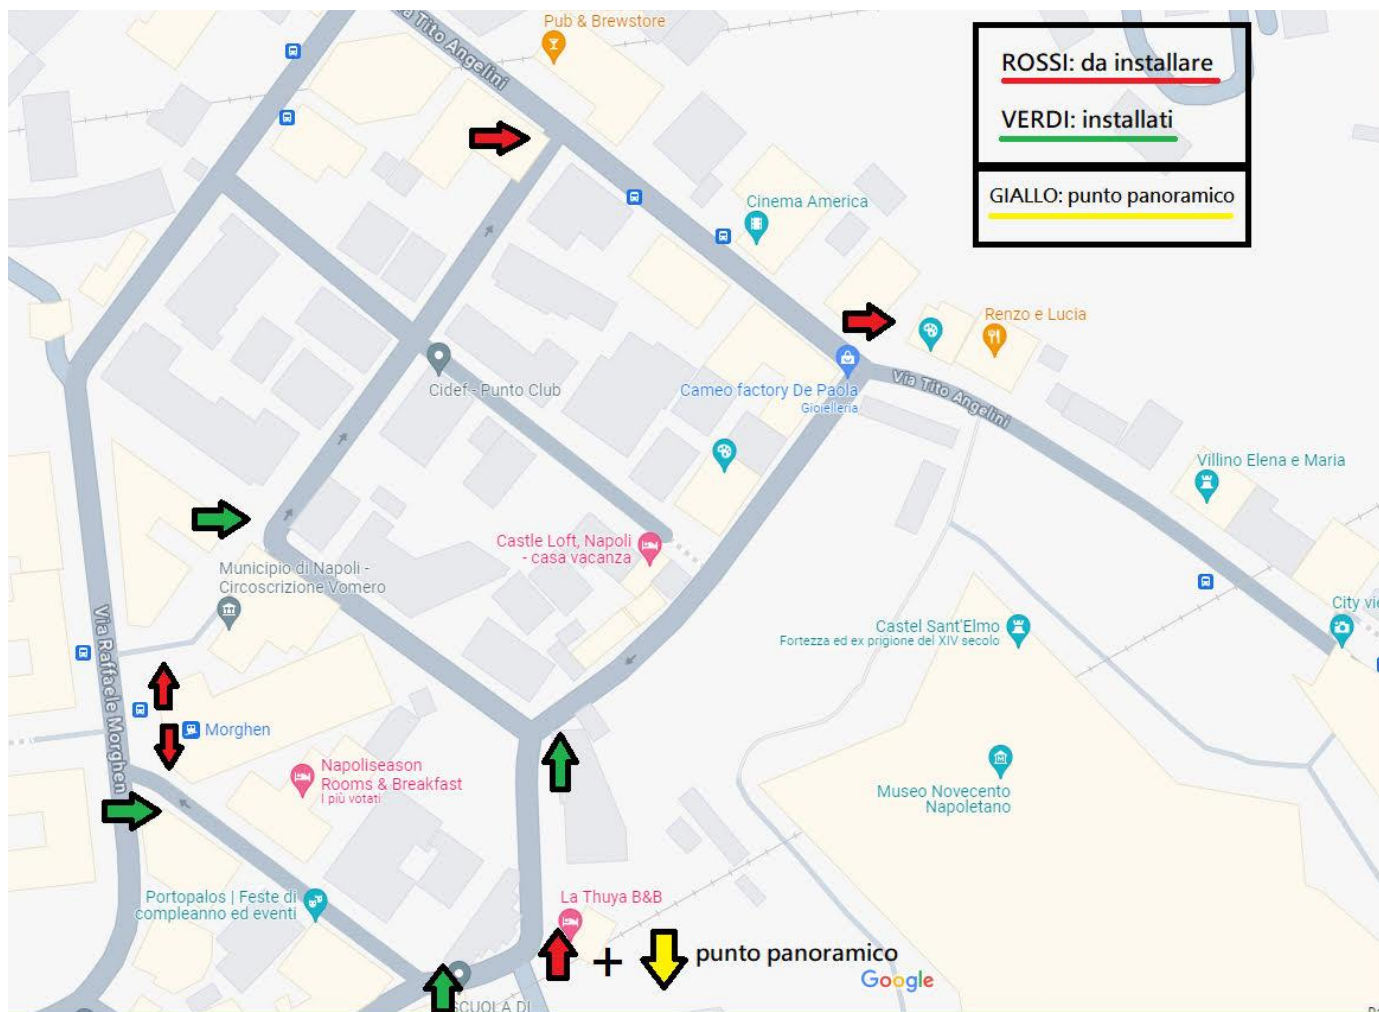 Via Tito Angelini
Pub & Brewstore
ROSSI: da installare
VERDI: installati
GIALLO: punto panoramico
Cinema America
Renzo e Lucia
Cidef - Punto Club
Cameo factory De Paola
Gioielleria
Via Tito Angelini
Villino Elena e Maria
Castle Loft, Napoli
- casa vacanza
Municipio di Napoli -
Circoscrizione Vomero
City vie
Castel Sant'Elmo
Fortezza ed ex prigione del XIV secolo
Via Raffaele Morghen
Morghen
Napoliseason
Rooms & Breakfast
I più votati
Museo Novecento
Napoletano
Portopalos | Feste di
compleanno ed eventi
La Thuya B&B
+
punto panoramico
Google
SCUOLA DI